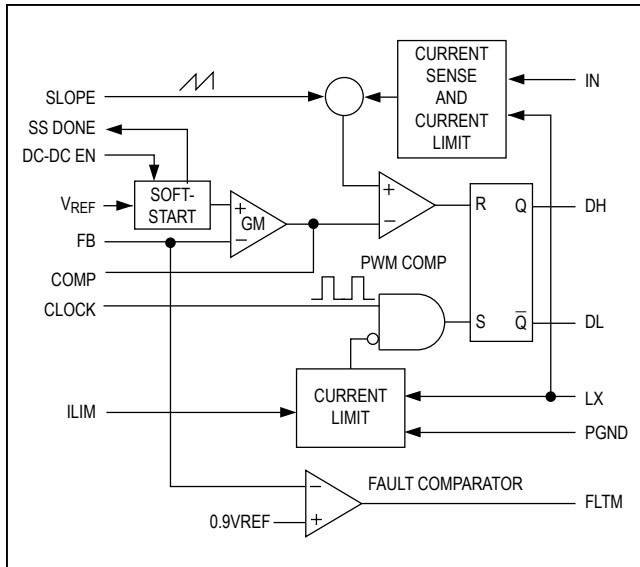 SLOPE
SS DONE
DC-DC EN
VREF
FB
COMP
CLOCK
ILIM
SOFT-
START
+
GM
−
CURRENT
SENSE
AND
CURRENT
LIMIT
+
−
PWM COMP
R Q
S Q̅
CURRENT
LIMIT
IN
DH
DL
LX
PGND
−
+
FAULT COMPARATOR
0.9VREF
FLTM